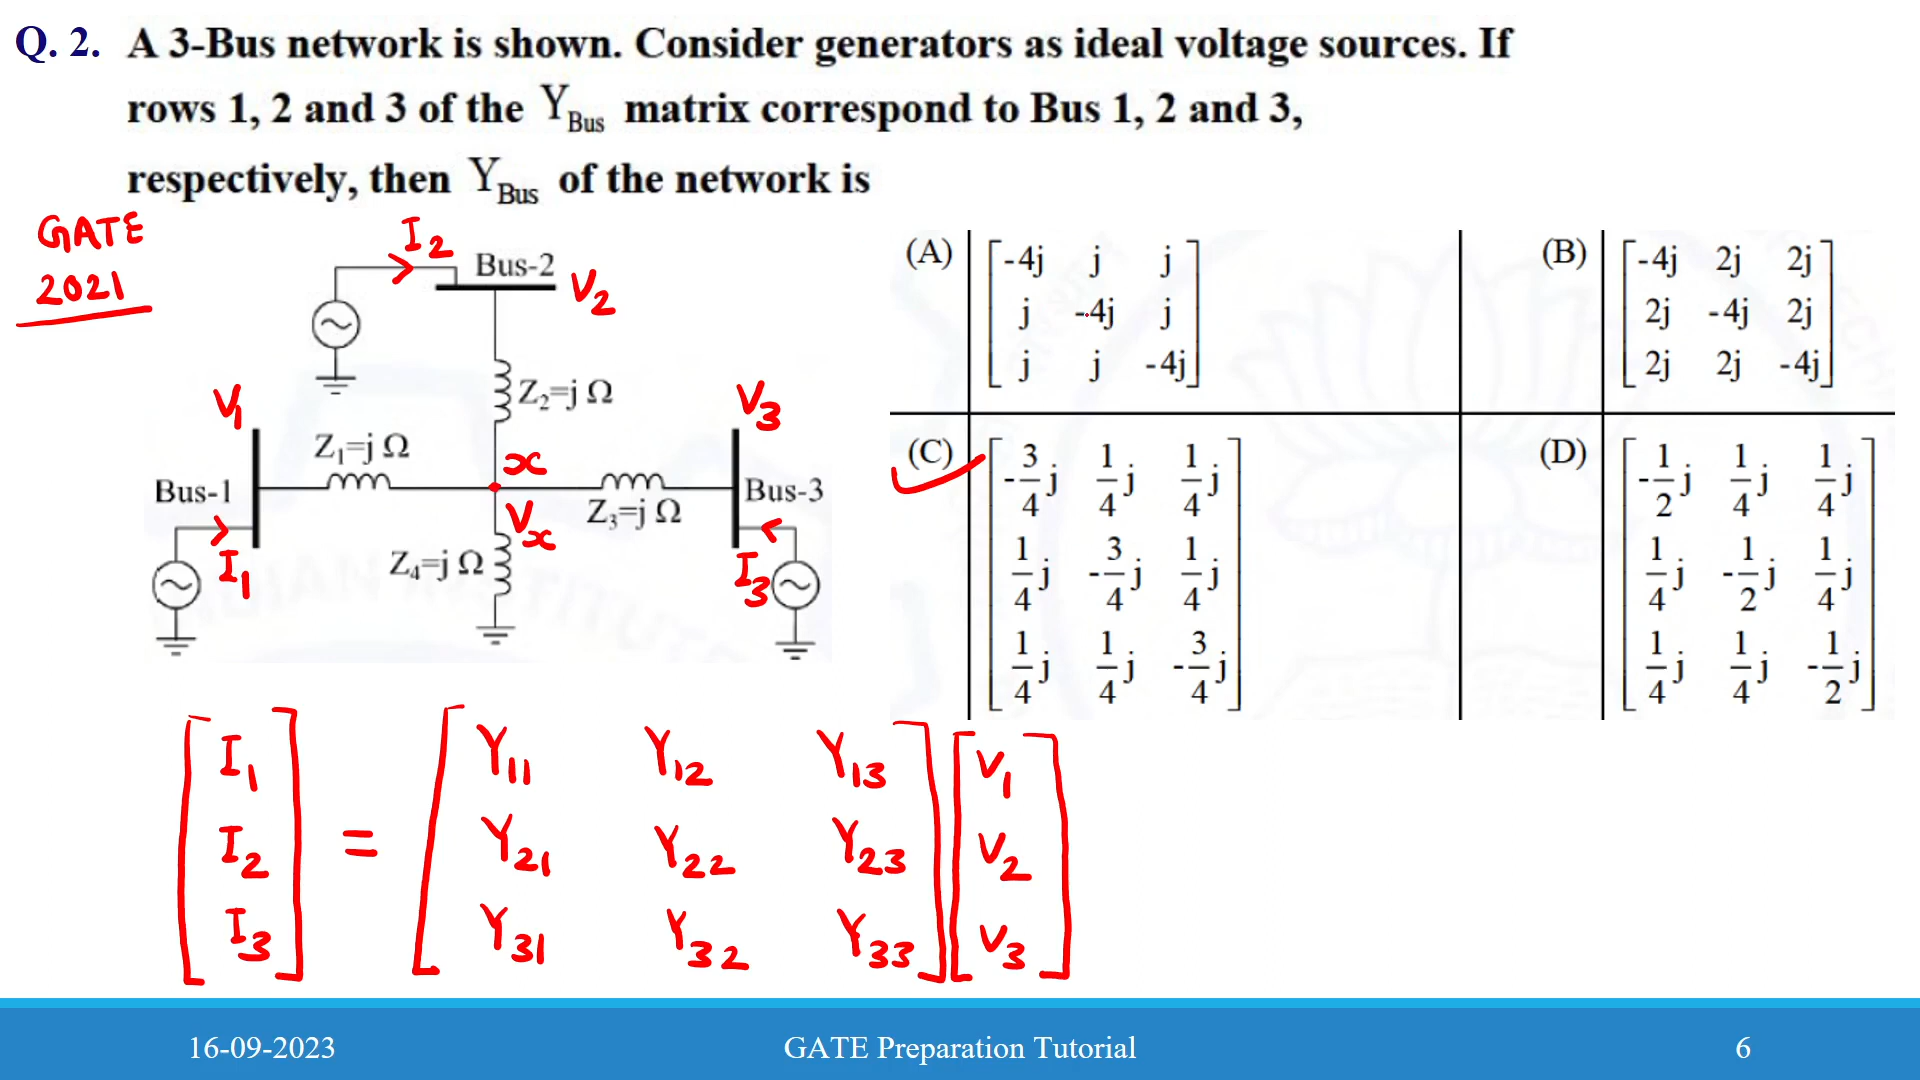 Q. 2. A 3-Bus network is shown. Consider generators as ideal voltage sources. If
rows 1, 2 and 3 of the Y_Bus matrix correspond to Bus 1, 2 and 3,
respectively, then Y_Bus of the network is
GATE
2021
I2
Bus-2
V2
Z2=j Ω
V1
V3
Z1=j Ω
x
Bus-1
Bus-3
Vx
Z3=j Ω
I1
Z4=j Ω
I3
(A)
-4j j j
j -4j j
j j -4j
(B)
-4j 2j 2j
2j -4j 2j
2j 2j -4j
(C)
-3/4 j 1/4 j 1/4 j
1/4 j -3/4 j 1/4 j
1/4 j 1/4 j -3/4 j
(D)
-1/2 j 1/4 j 1/4 j
1/4 j -1/2 j 1/4 j
1/4 j 1/4 j -1/2 j
I1 Y11 Y12 Y13 V1
I2 = Y21 Y22 Y23 V2
I3 Y31 Y32 Y33 V3
16-09-2023 GATE Preparation Tutorial 6